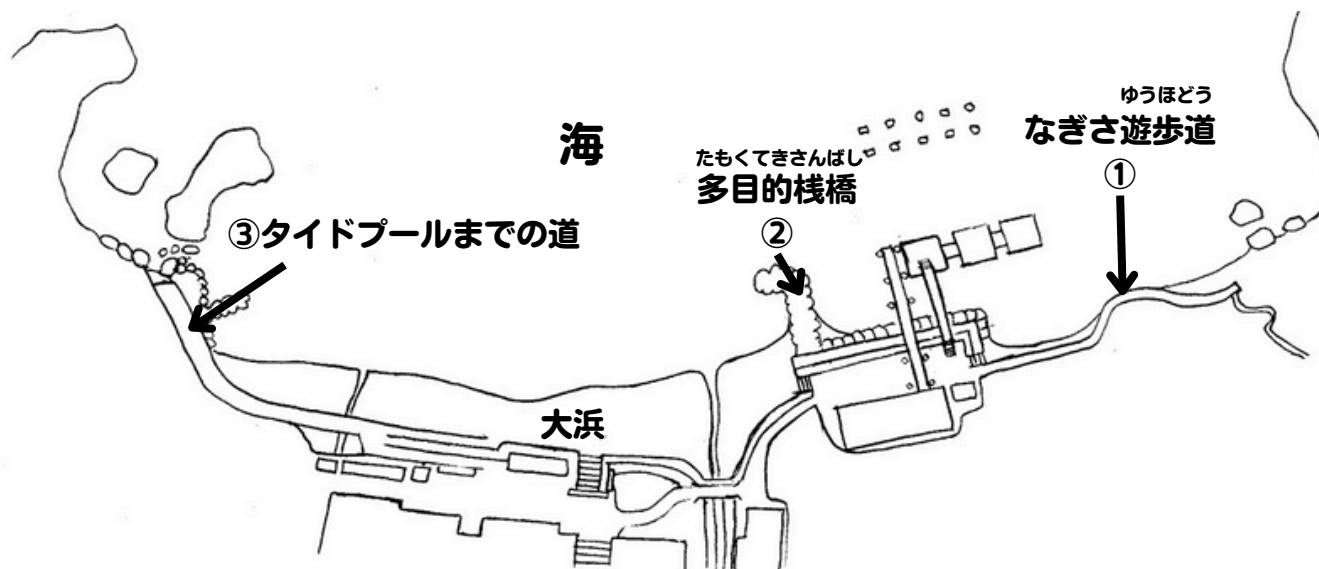 ゆうほどう
なぎさ遊歩道
①
海
たもくてきさんばし
多目的桟橋
②
③タイドプールまでの道
大浜